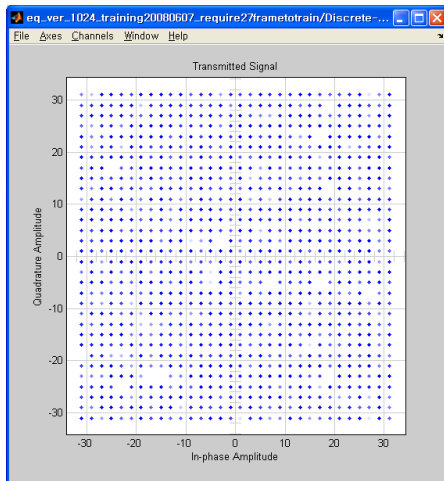 eq_ver_1024_training20080607_require27frametotrain/Discrete-...
File Axes Channels Window Help
Transmitted Signal
30
20
10
0
-10
-20
-30
Quadrature Amplitude
-30 -20 -10 0 10 20 30
In-phase Amplitude